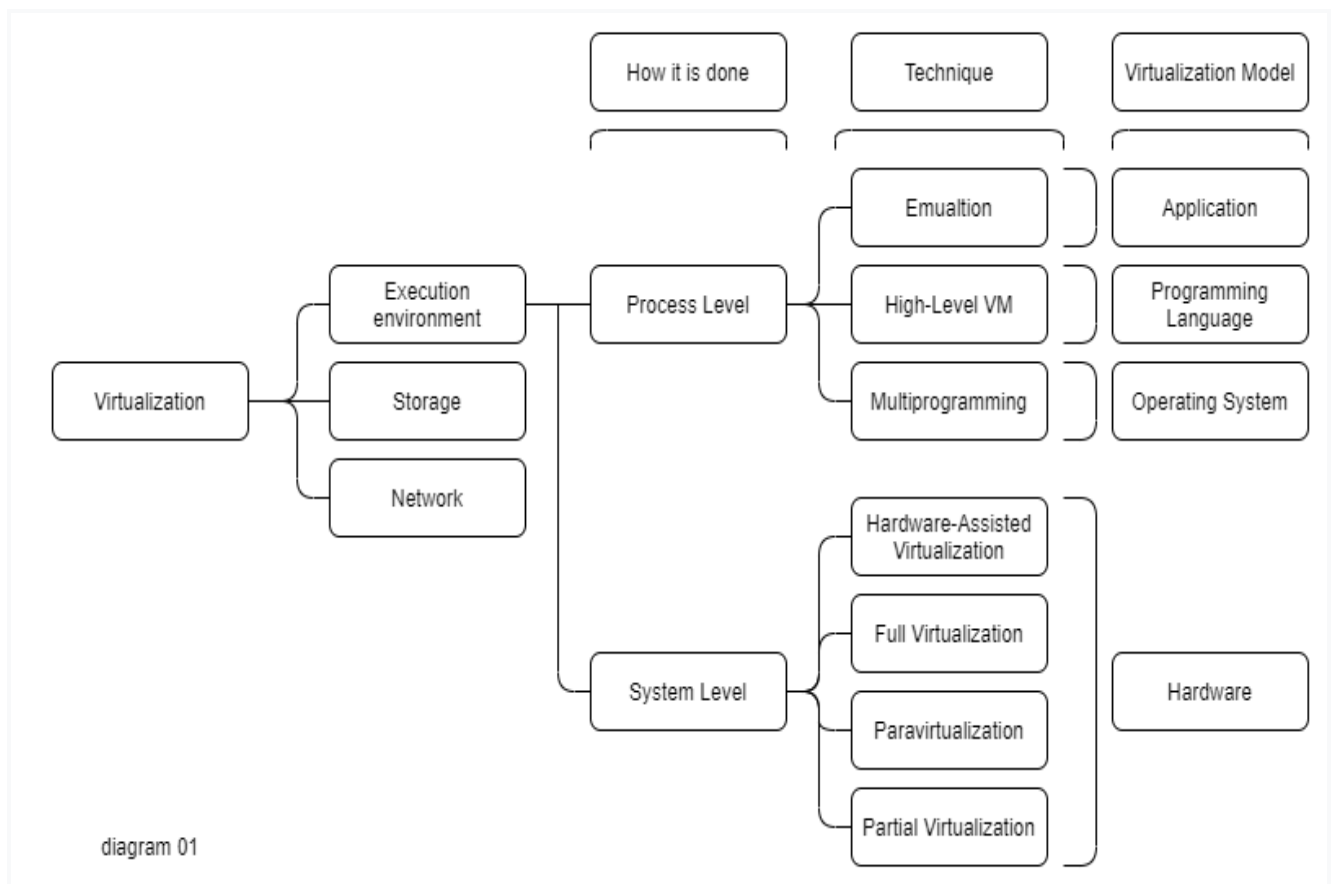 How it is done
Technique
Virtualization Model
Emualtion
Application
Execution
environment
Process Level
High-Level VM
Programming
Language
Virtualization
Storage
Multiprogramming
Operating System
Network
Hardware-Assisted
Virtualization
Full Virtualization
System Level
Hardware
Paravirtualization
Partial Virtualization
diagram 01